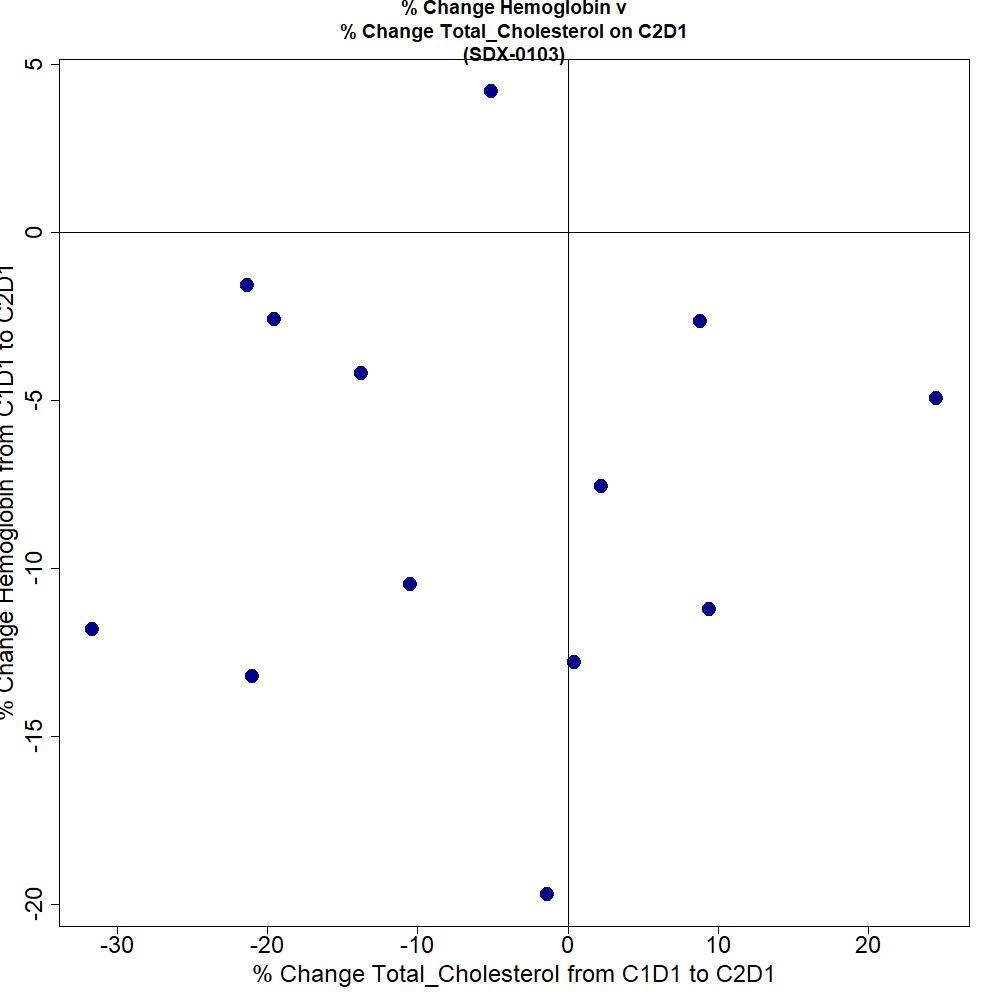 % Change Hemoglobin v
% Change Total_Cholesterol on C2D1
(SDX-0103)
% Change Hemoglobin from C1D1 to C2D1
5
0
-5
-10
-15
-20
-30
-20
-10
0
10
20
% Change Total_Cholesterol from C1D1 to C2D1